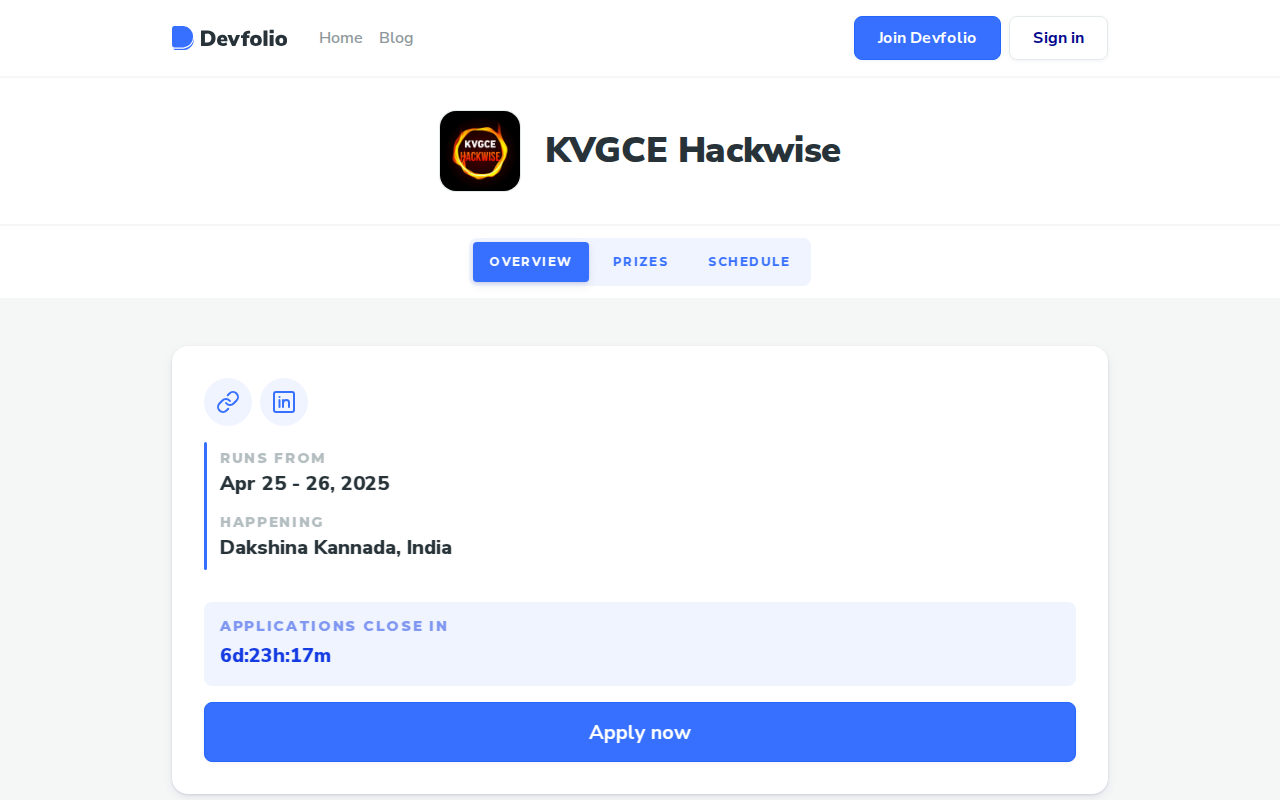 Devfolio
Home
Blog
Join Devfolio
Sign in
KVGCE
HACKWISE
KVGCE Hackwise
OVERVIEW
PRIZES
SCHEDULE
in
RUNS FROM
Apr 25 - 26, 2025
HAPPENING
Dakshina Kannada, India
APPLICATIONS CLOSE IN
6d:23h:17m
Apply now